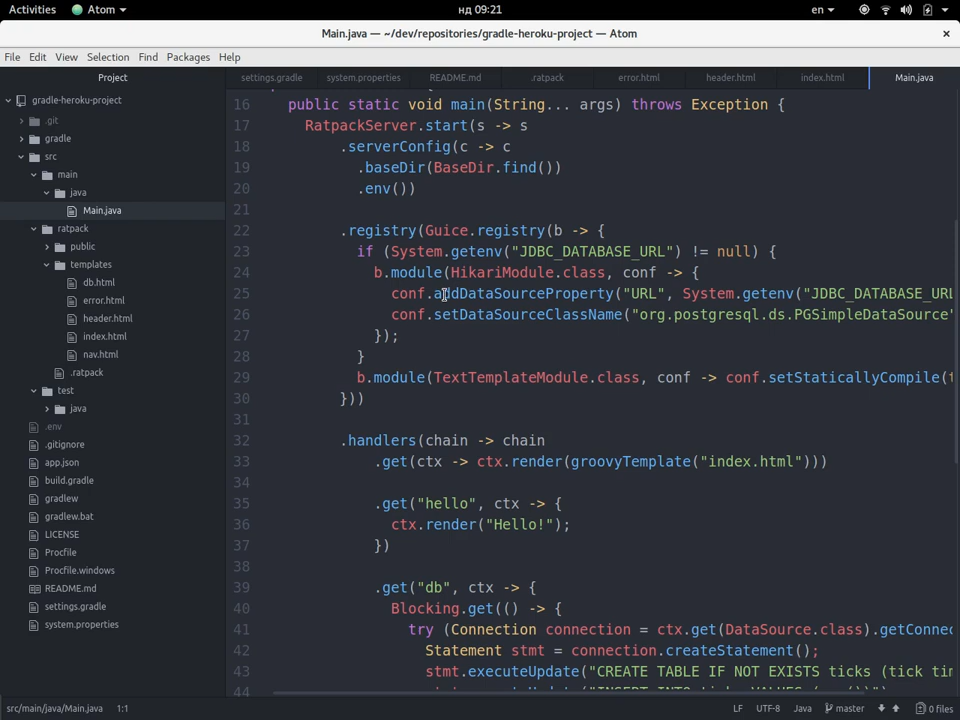 Activities Atom нд 09:21 en
Main.java — ~/dev/repositories/gradle-heroku-project — Atom
File Edit View Selection Find Packages Help
Project settings.gradle system.properties README.md .ratpack error.html header.html index.html Main.java
gradle-heroku-project
.git
gradle
src
main
java
Main.java
ratpack
public
templates
db.html
error.html
header.html
index.html
nav.html
.ratpack
test
java
.env
.gitignore
app.json
build.gradle
gradlew
gradlew.bat
LICENSE
Procfile
Procfile.windows
README.md
settings.gradle
system.properties
16 public static void main(String... args) throws Exception {
17 RatpackServer.start(s -> s
18 .serverConfig(c -> c
19 .baseDir(BaseDir.find())
20 .env())
21
22 .registry(Guice.registry(b -> {
23 if (System.getenv("JDBC_DATABASE_URL") != null) {
24 b.module(HikariModule.class, conf -> {
25 conf.addDataSourceProperty("URL", System.getenv("JDBC_DATABASE_URL
26 conf.setDataSourceClassName("org.postgresql.ds.PGSimpleDataSource"
27 });
28 }
29 b.module(TextTemplateModule.class, conf -> conf.setStaticallyCompile(t
30 }))
31
32 .handlers(chain -> chain
33 .get(ctx -> ctx.render(groovyTemplate("index.html")))
34
35 .get("hello", ctx -> {
36 ctx.render("Hello!");
37 })
38
39 .get("db", ctx -> {
40 Blocking.get(() -> {
41 try (Connection connection = ctx.get(DataSource.class).getConnec
42 Statement stmt = connection.createStatement();
43 stmt.executeUpdate("CREATE TABLE IF NOT EXISTS ticks (tick tim
44
src/main/java/Main.java 1:1 LF UTF-8 Java master 0 files